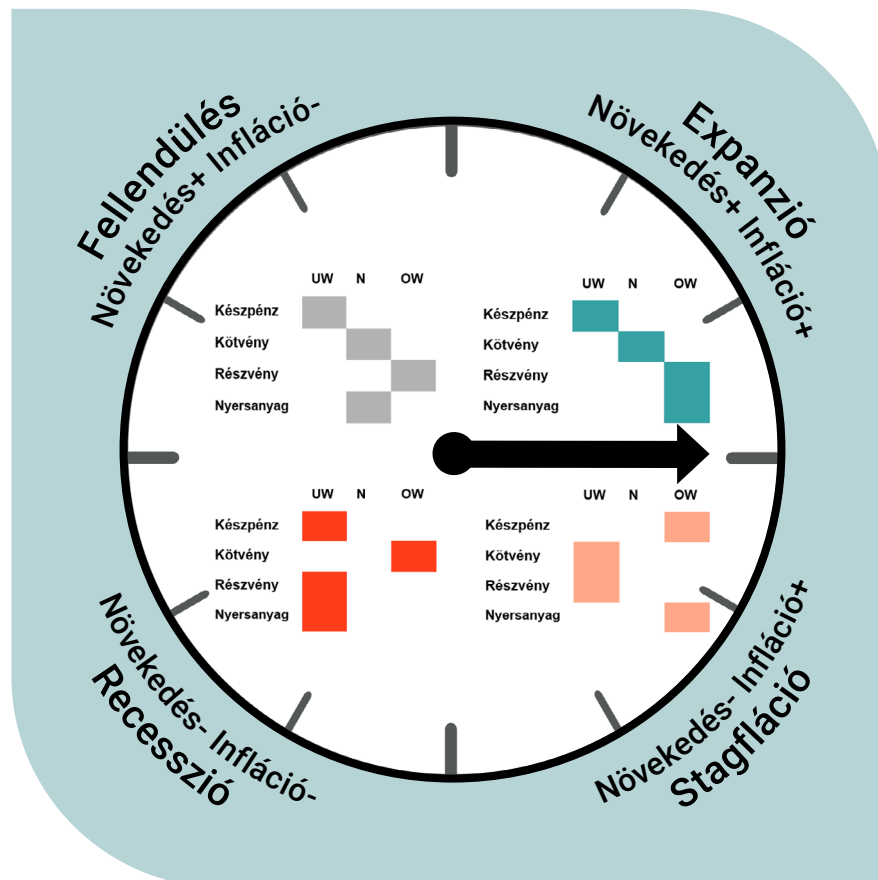 Fellendülés
Növekedés+ Infláció-
Expanzió
Növekedés+ Infláció+
UW N OW
Készpénz
Kötvény
Részvény
Nyersanyag
UW N OW
Készpénz
Kötvény
Részvény
Nyersanyag
UW N OW
Készpénz
Kötvény
Részvény
Nyersanyag
UW N OW
Készpénz
Kötvény
Részvény
Nyersanyag
Növekedés- Infláció-
Recesszió
Növekedés- Infláció+
Stagfláció